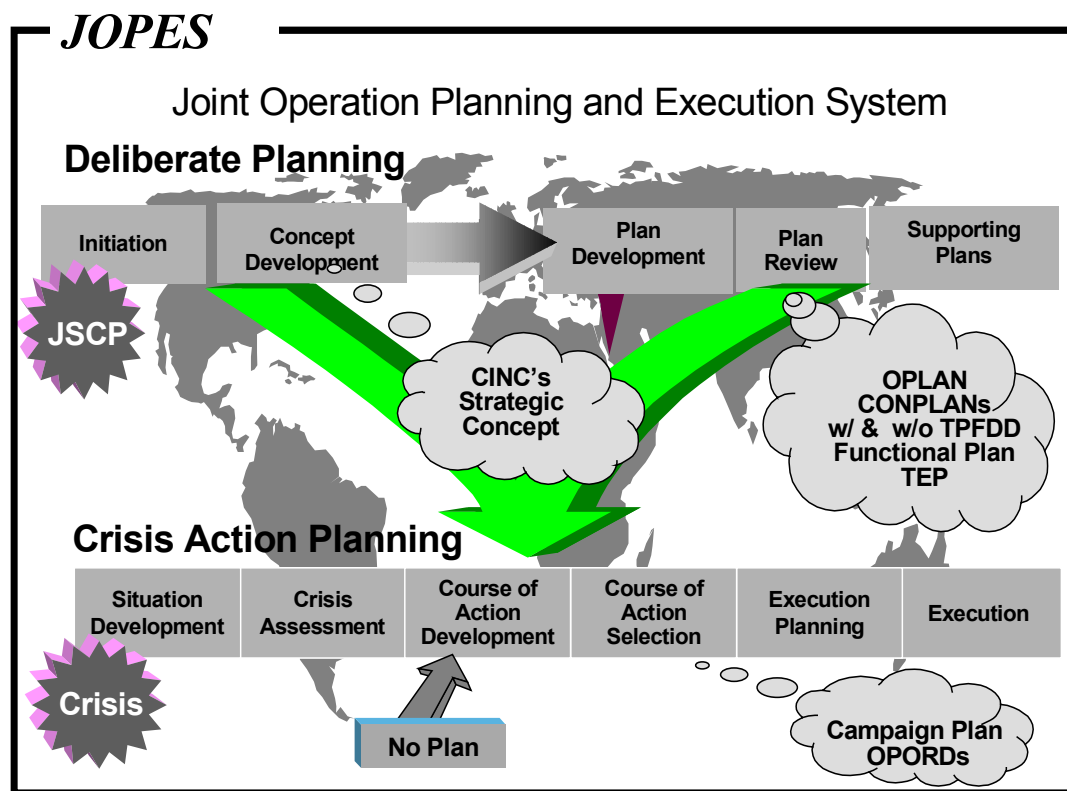 JOPES
Joint Operation Planning and Execution System
Deliberate Planning
Initiation
Concept
Development
Plan
Development
Plan
Review
Supporting
Plans
JSCP
CINC's
Strategic
Concept
OPLAN
CONPLANs
w/ & w/o TPFDD
Functional Plan
TEP
Crisis Action Planning
Situation
Development
Crisis
Assessment
Course of
Action
Development
Course of
Action
Selection
Execution
Planning
Execution
Crisis
No Plan
Campaign Plan
OPORDs